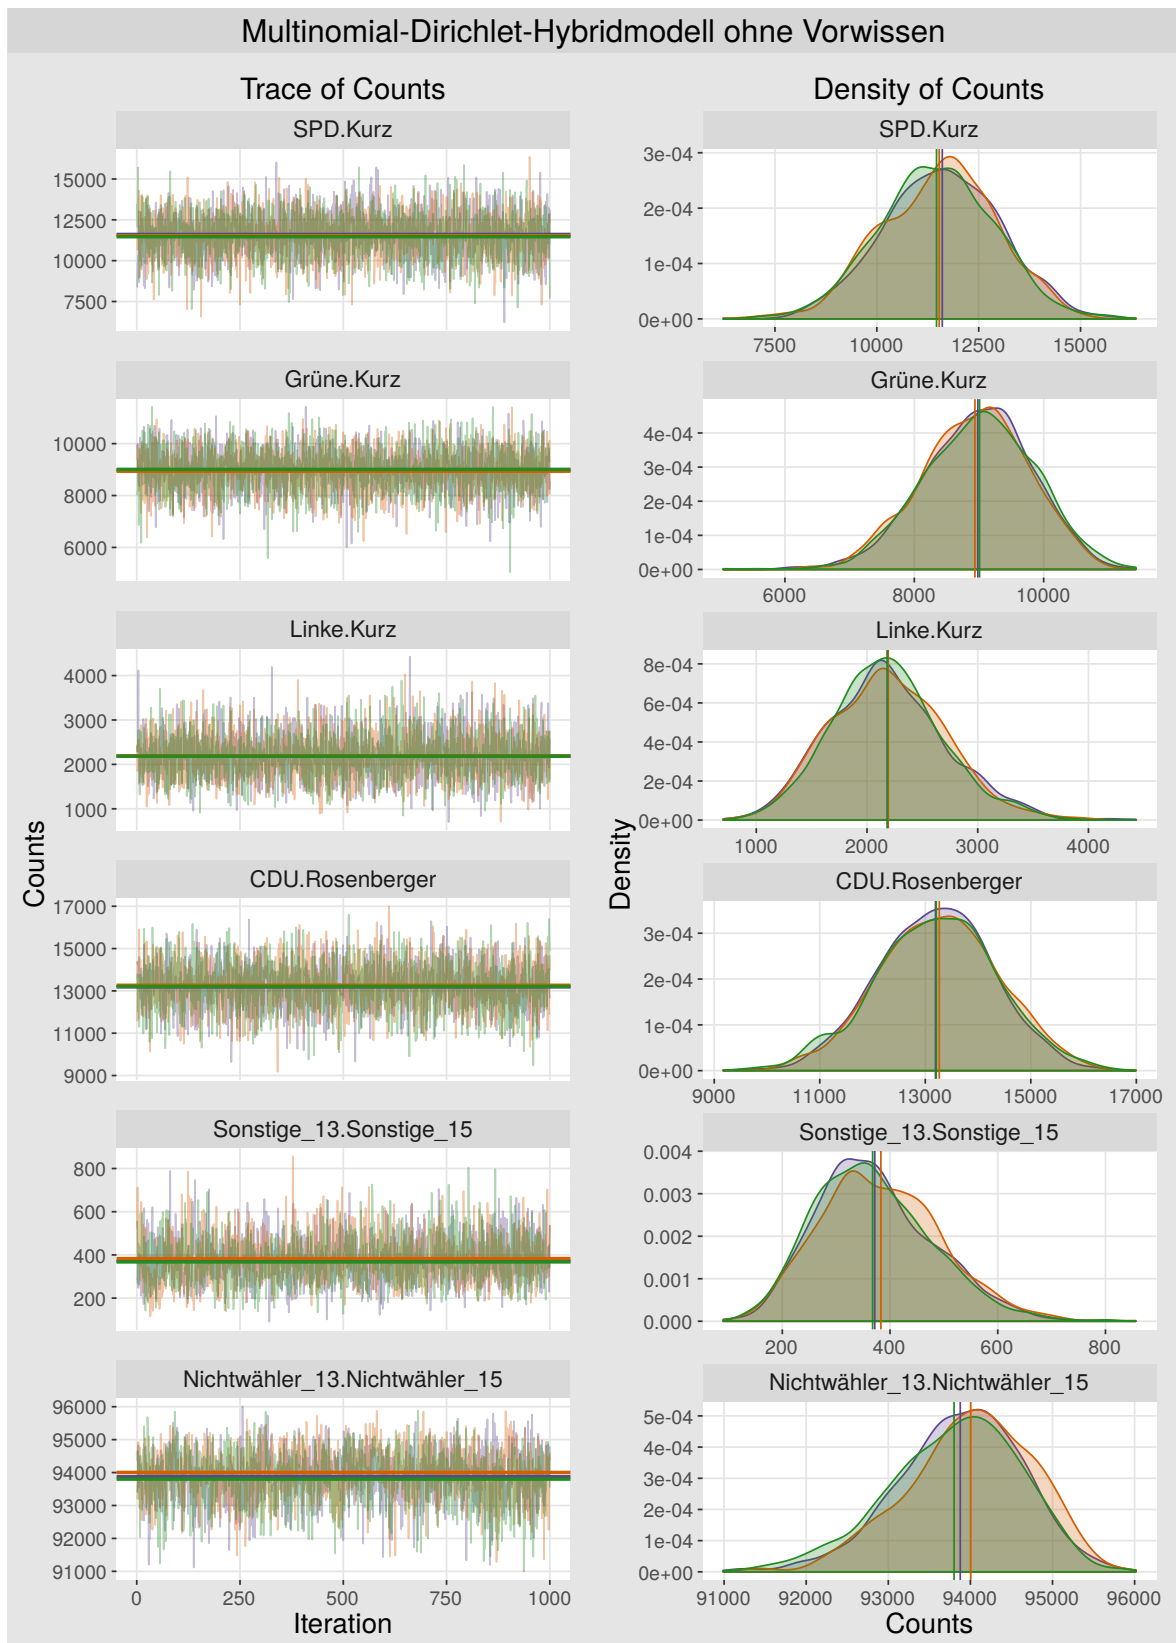 Multinomial-Dirichlet-Hybridmodell ohne Vorwissen
Trace of Counts
Density of Counts
SPD.Kurz
15000
12500
10000
7500
SPD.Kurz
3e-04
2e-04
1e-04
0e+00
7500 10000 12500 15000
Grüne.Kurz
10000
8000
6000
Grüne.Kurz
4e-04
3e-04
2e-04
1e-04
0e+00
6000 8000 10000
Linke.Kurz
4000
3000
2000
1000
Linke.Kurz
8e-04
6e-04
4e-04
2e-04
0e+00
1000 2000 3000 4000
Counts
Density
CDU.Rosenberger
17000
15000
13000
11000
9000
CDU.Rosenberger
3e-04
2e-04
1e-04
0e+00
9000 11000 13000 15000 17000
Sonstige_13.Sonstige_15
800
600
400
200
Sonstige_13.Sonstige_15
0.004
0.003
0.002
0.001
0.000
200 400 600 800
Nichtwähler_13.Nichtwähler_15
96000
95000
94000
93000
92000
91000
0 250 500 750 1000
Iteration
Nichtwähler_13.Nichtwähler_15
5e-04
4e-04
3e-04
2e-04
1e-04
0e+00
91000 92000 93000 94000 95000 96000
Counts